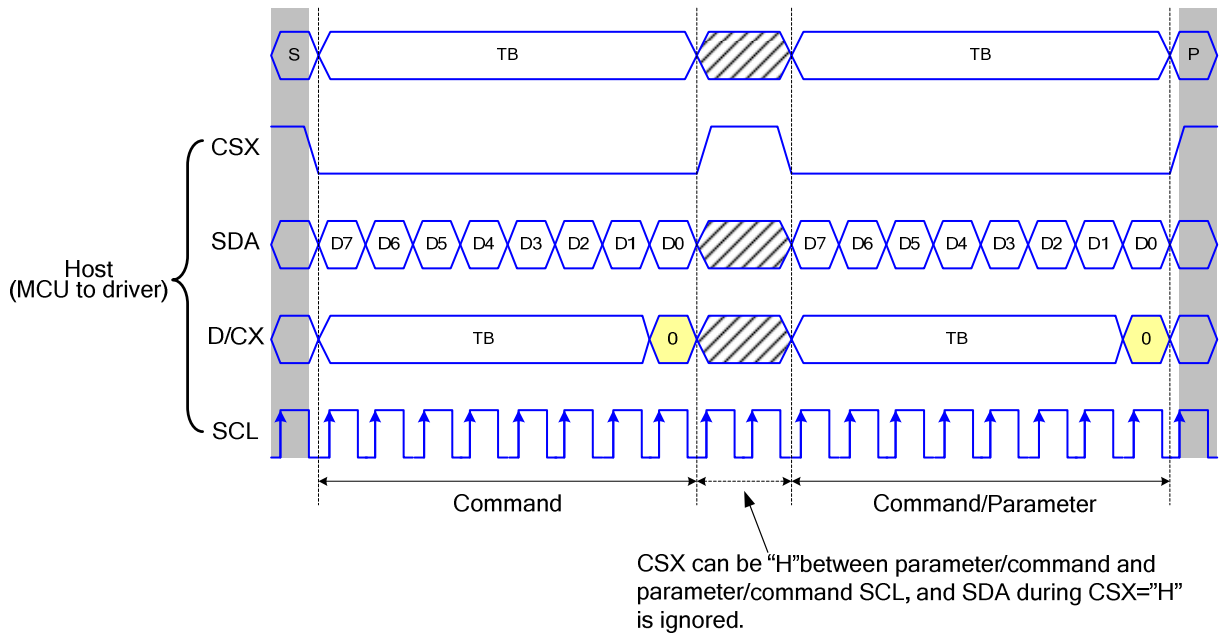 S TB TB P
CSX
SDA D7 D6 D5 D4 D3 D2 D1 D0 D7 D6 D5 D4 D3 D2 D1 D0
Host
(MCU to driver)
D/CX TB 0 TB 0
SCL
Command Command/Parameter
CSX can be “H”between parameter/command and
parameter/command SCL, and SDA during CSX=”H”
is ignored.